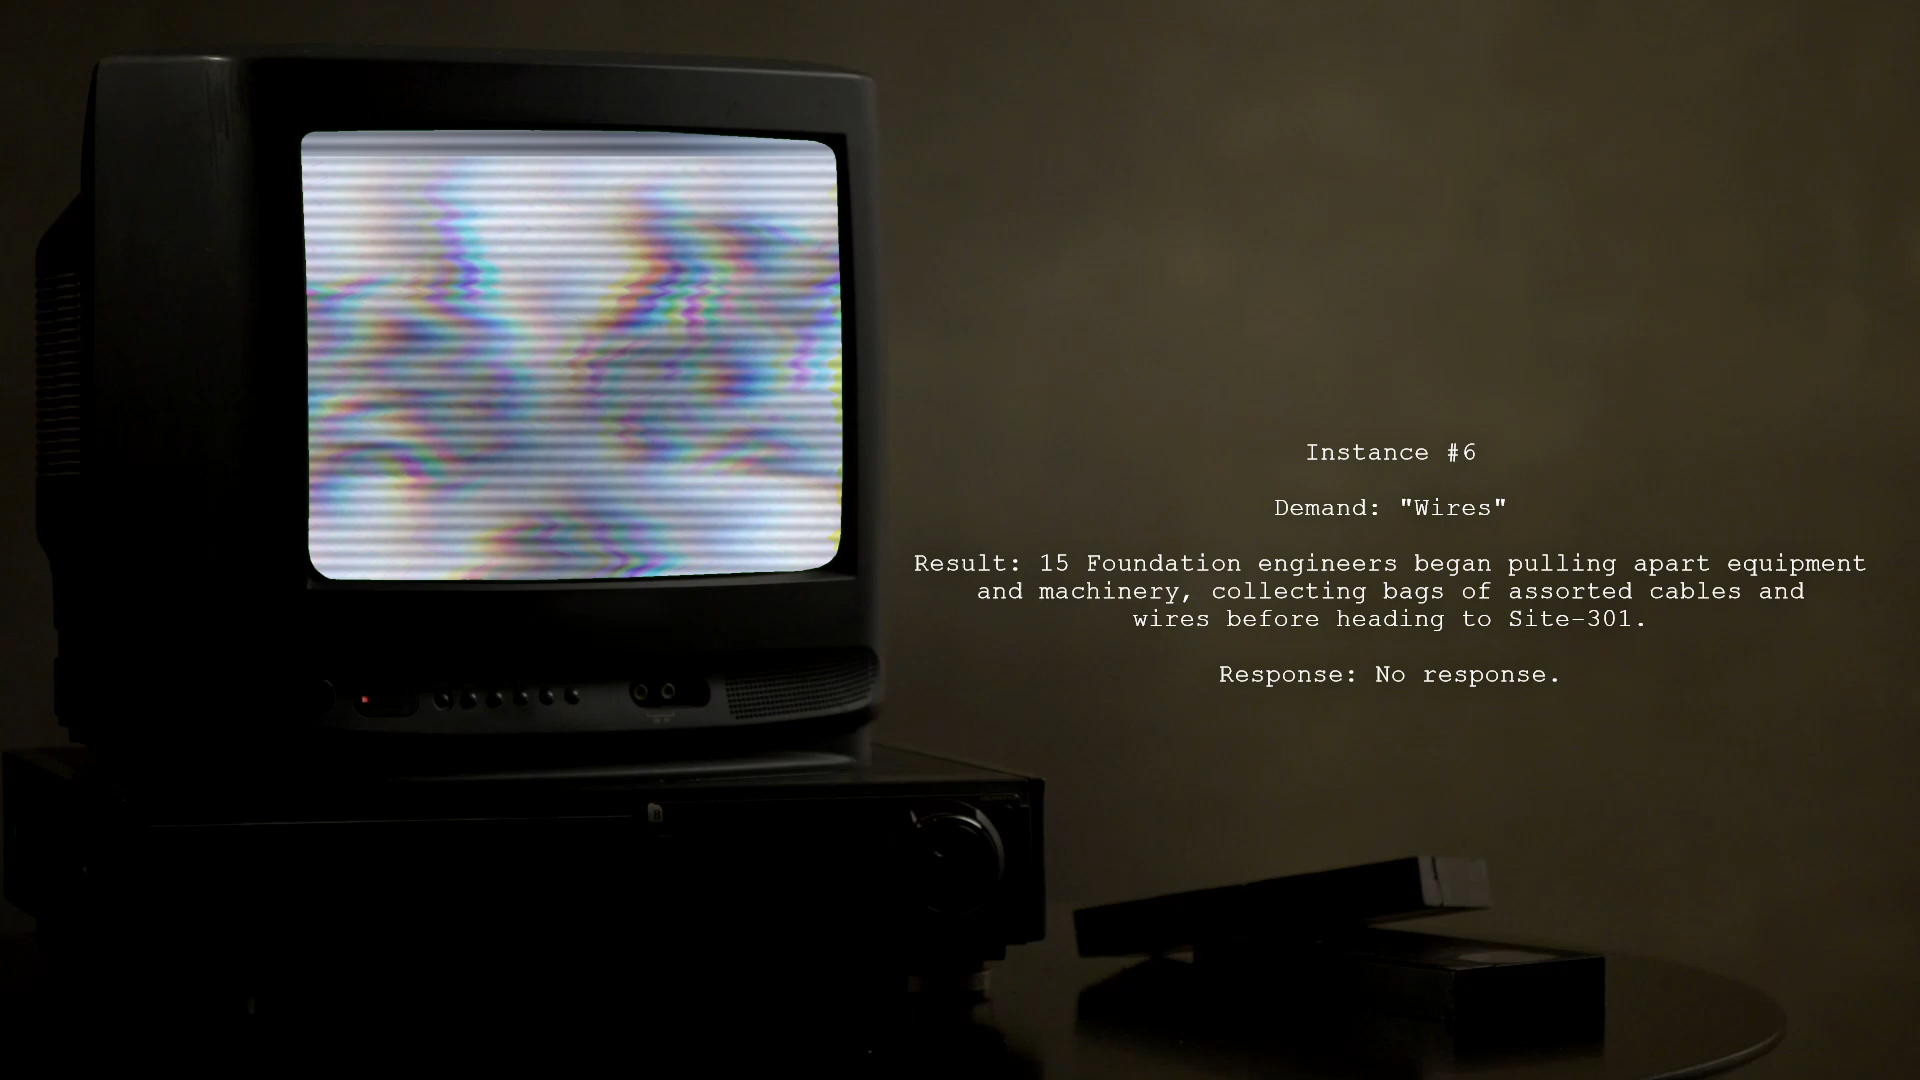 Instance #6
Demand: "Wires"
Result: 15 Foundation engineers began pulling apart equipment
and machinery, collecting bags of assorted cables and
wires before heading to Site-301.
Response: No response.